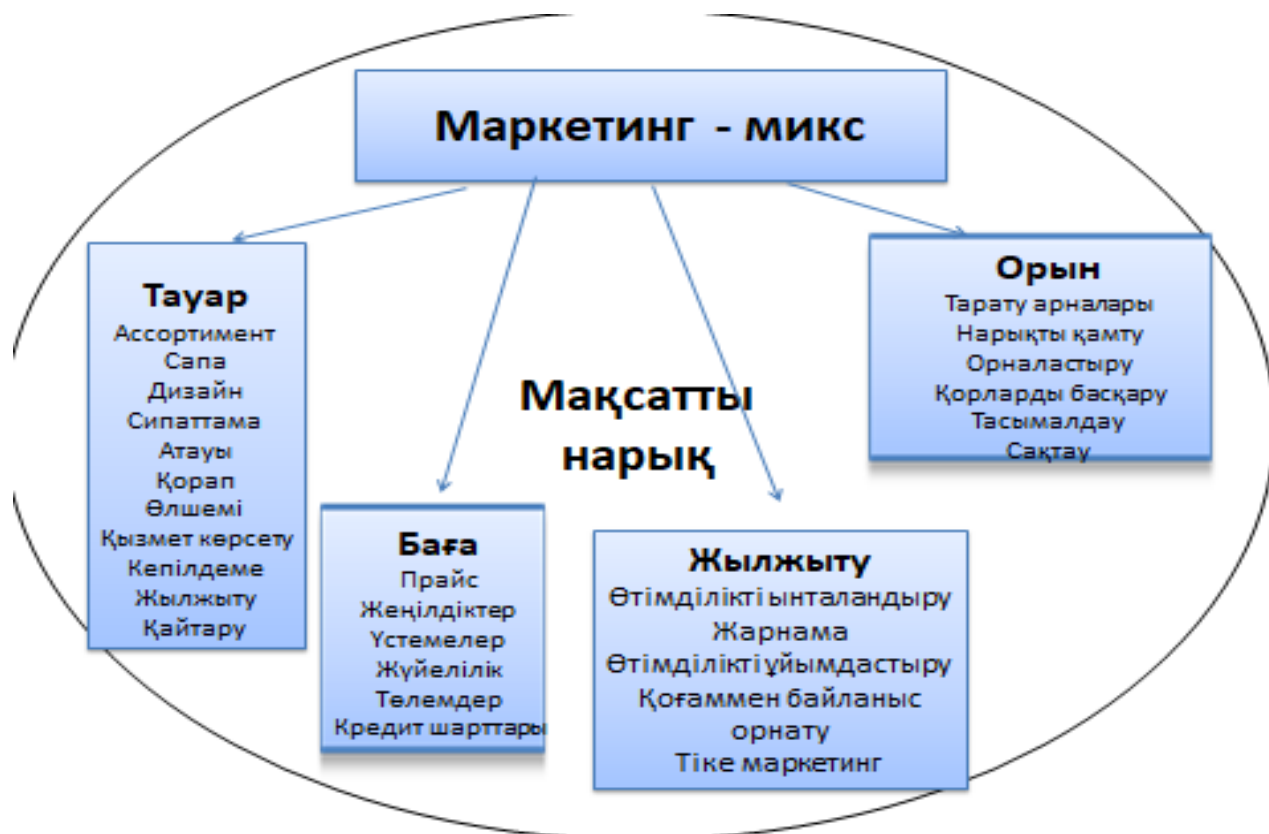 Маркетинг - микс
Тауар
Ассортимент
Сапа
Дизайн
Сипаттама
Атауы
Қорап
Өлшемі
Қызмет көрсету
Кепілдеме
Жылжыту
Қайтару
Мақсатты
нарық
Баға
Прайс
Жеңілдіктер
Үстемелер
Жүйелілік
Төлемдер
Кредит шарттары
Жылжыту
Өтімділікті ынталандыру
Жарнама
Өтімділікті ұйымдастыру
Қоғаммен байланыс
орнату
Тіке маркетинг
Орын
Тарату арналары
Нарықты қамту
Орналастыру
Қорларды басқару
Тасымалдау
Сақтау